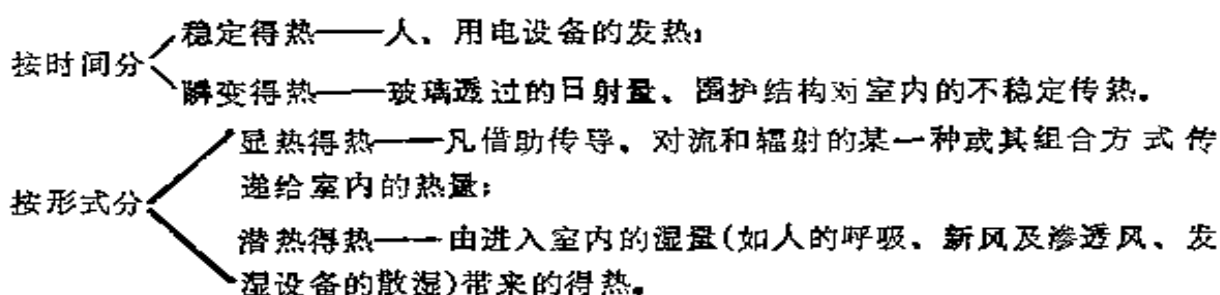 稳定得热——人、用电设备的发热;
按时间分
瞬变得热——玻璃透过的日射量、围护结构对室内的不稳定传热。
显热得热——凡借助传导、对流和辐射的某一种或其组合方式传
递给室内的热量;
按形式分
潜热得热——由进入室内的湿量(如人的呼吸、新风及渗透风、发
湿设备的散湿)带来的得热。